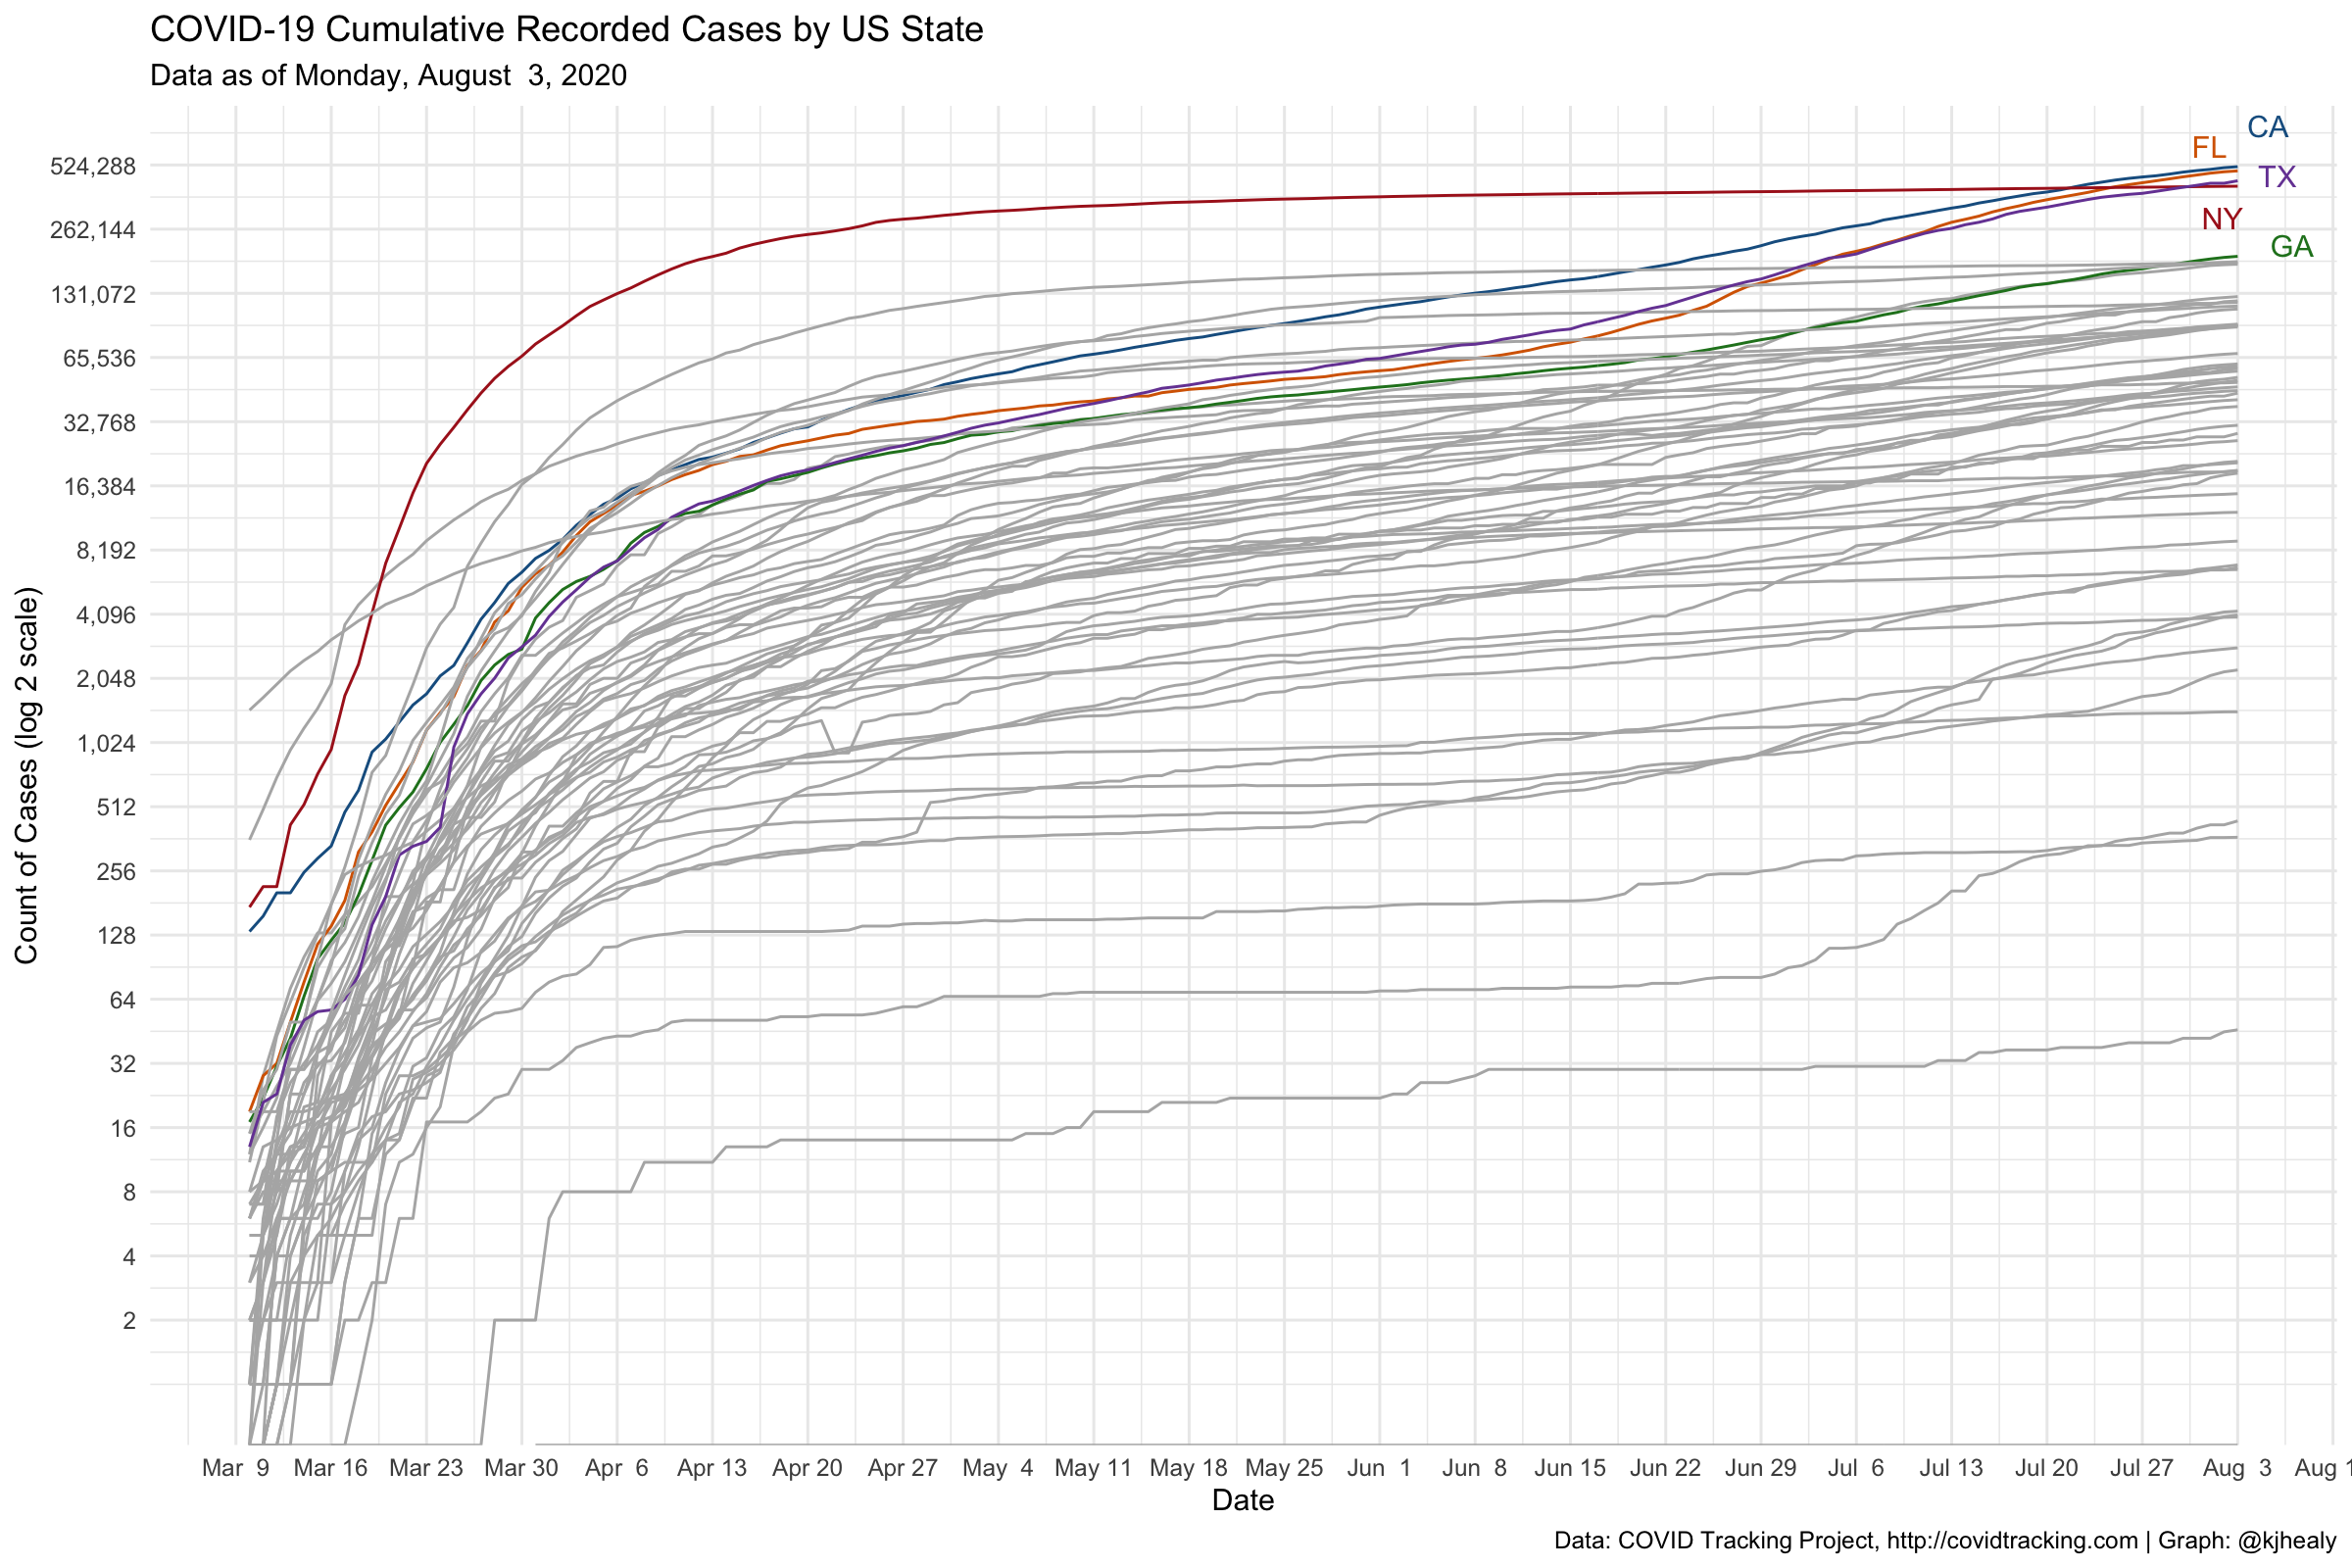 COVID-19 Cumulative Recorded Cases by US State
Data as of Monday, August  3, 2020
CA
FL
TX
NY
GA
524,288
262,144
131,072
65,536
32,768
16,384
8,192
4,096
2,048
1,024
512
256
128
64
32
16
8
4
2
Count of Cases (log 2 scale)
Mar  9 Mar 16 Mar 23 Mar 30 Apr  6 Apr 13 Apr 20 Apr 27 May  4 May 11 May 18 May 25 Jun  1 Jun  8 Jun 15 Jun 22 Jun 29 Jul  6 Jul 13 Jul 20 Jul 27 Aug  3 Aug 1
Date
Data: COVID Tracking Project, http://covidtracking.com | Graph: @kjhealy